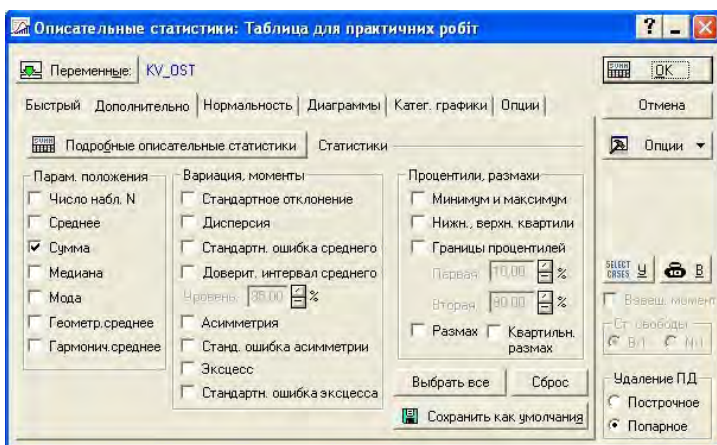 Описательные статистики: Таблица для практичних робіт
Переменные: KV_OST
OK
Быстрый Дополнительно Нормальность Диаграммы Катег. графики Опции
Отмена
Подробные описательные статистики Статистики
Опции
Парам. положения
Число набл. N
Среднее
Сумма
Медиана
Мода
Геометр.среднее
Гармонич.среднее
Вариация, моменты
Стандартное отклонение
Дисперсия
Стандартн. ошибка среднего
Доверит. интервал среднего
Уровень: %
Асимметрия
Станд. ошибка асимметрии
Эксцесс
Стандартн. ошибка эксцесса
Процентили, размахи
Минимум и максимум
Нижн., верхн. квартили
Границы процентилей
Первая: 10,00 %
Вторая: 90,00 %
Размах
Квартильн. размах
Выбрать все Сброс
Сохранить как умолчания
SELECT CASES У В
Взвеш. момент
Ст. свободы
В-1 N-1
Удаление ПД
Построчное
Попарное